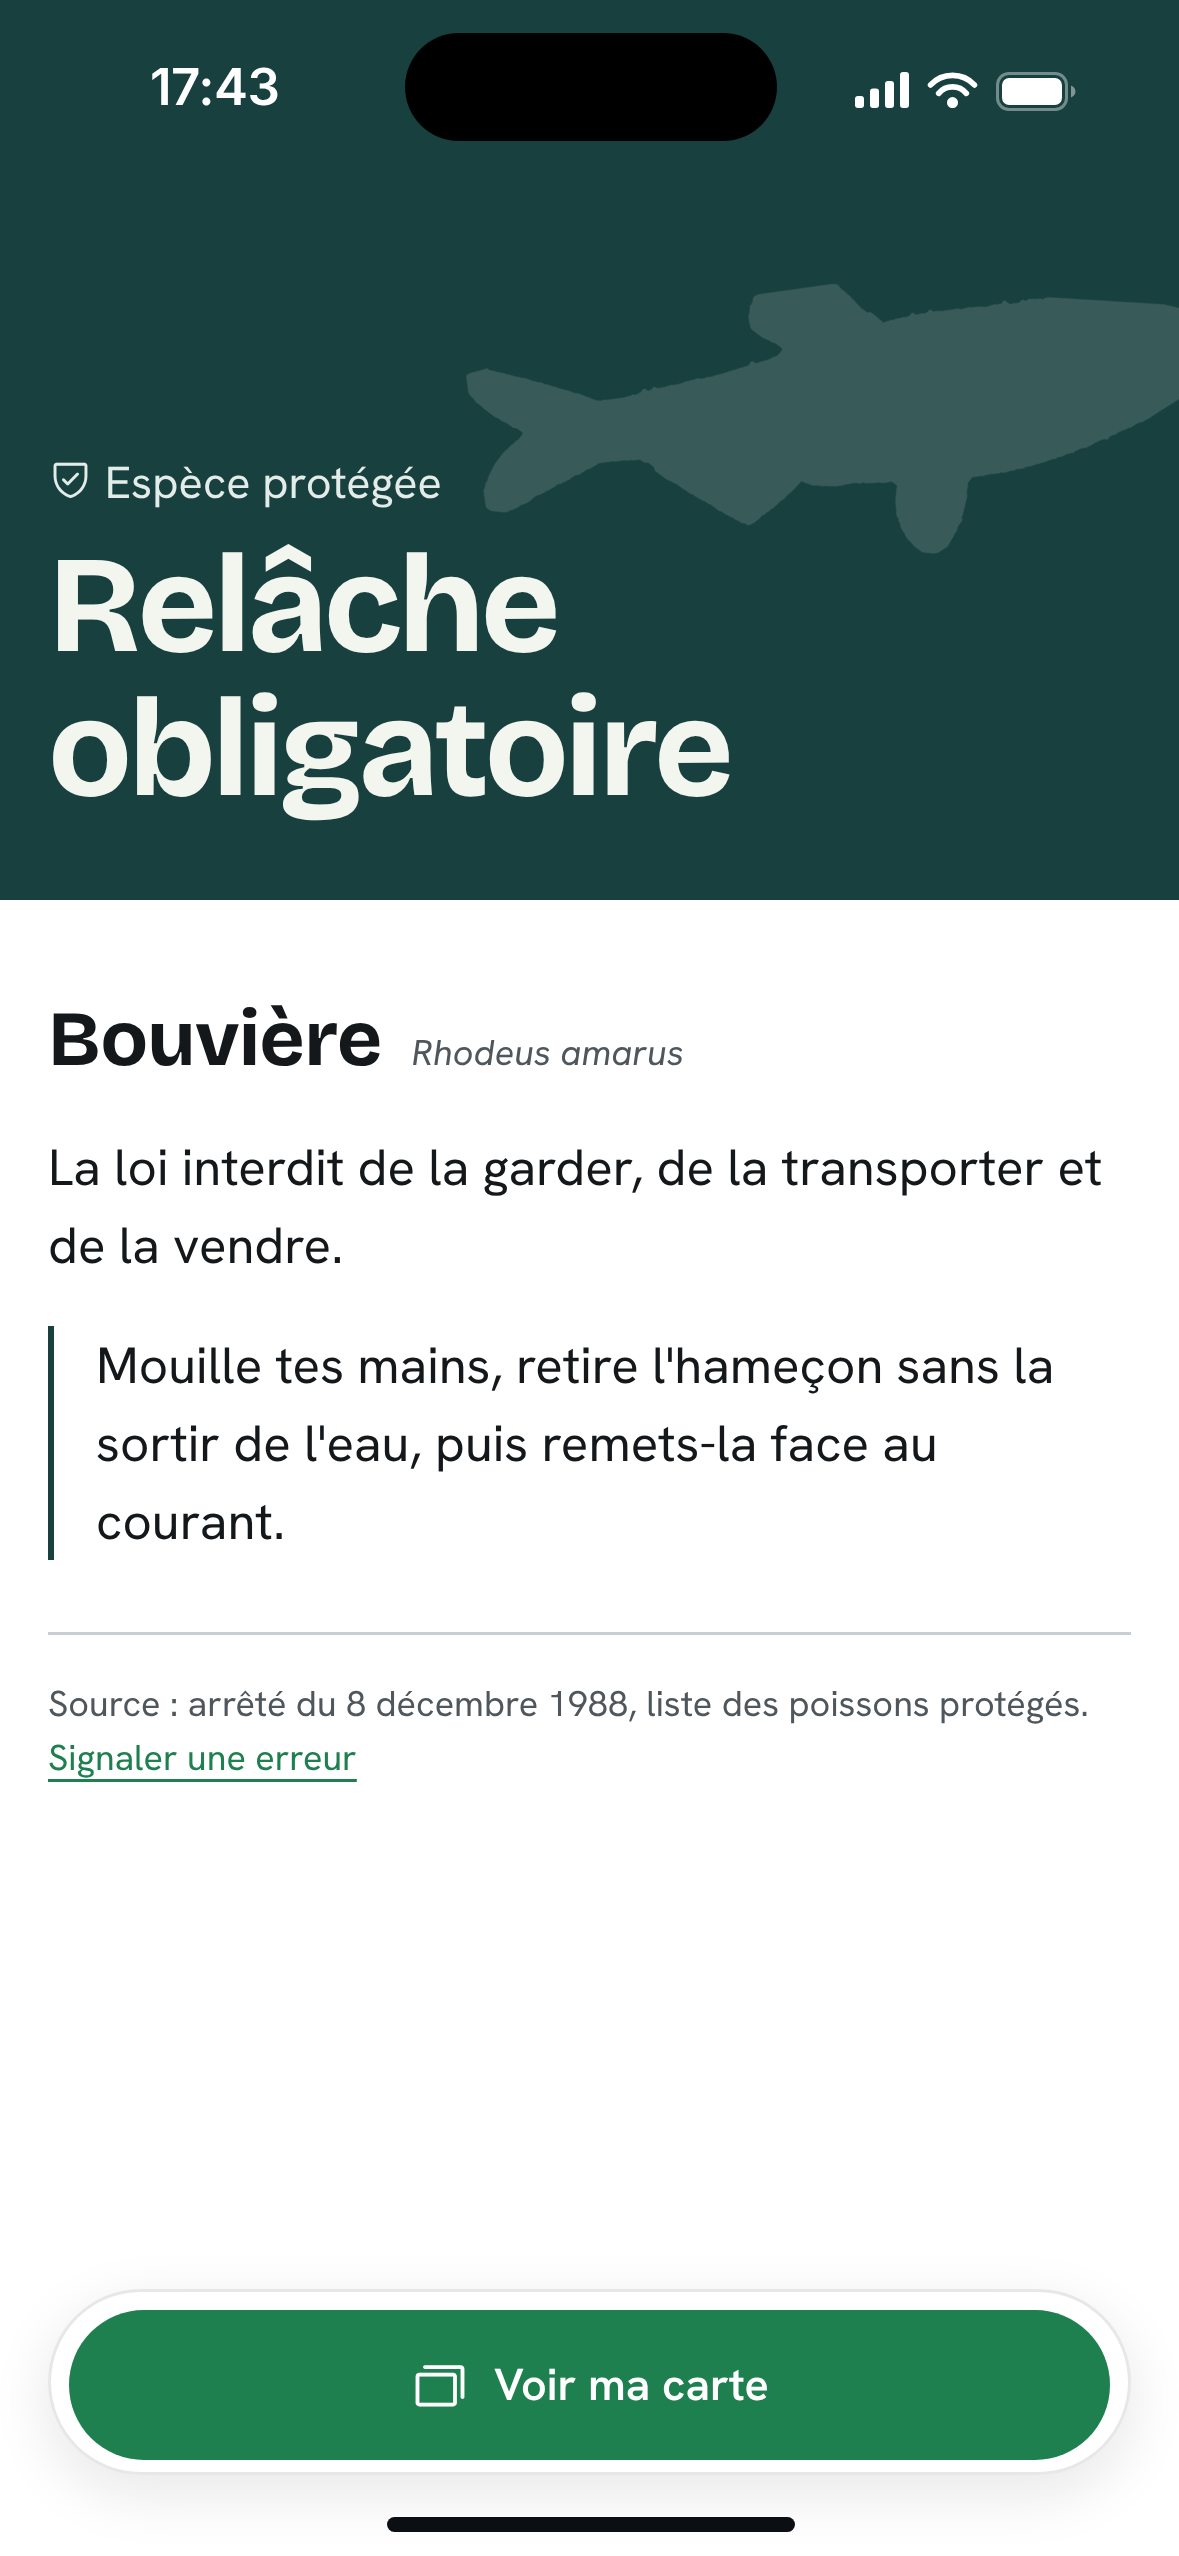 17:43
Espèce protégée
Relâche
obligatoire
Bouvière Rhodeus amarus
La loi interdit de la garder, de la transporter et
de la vendre.
Mouille tes mains, retire l'hameçon sans la
sortir de l'eau, puis remets-la face au
courant.
Source : arrêté du 8 décembre 1988, liste des poissons protégés.
Signaler une erreur
Voir ma carte